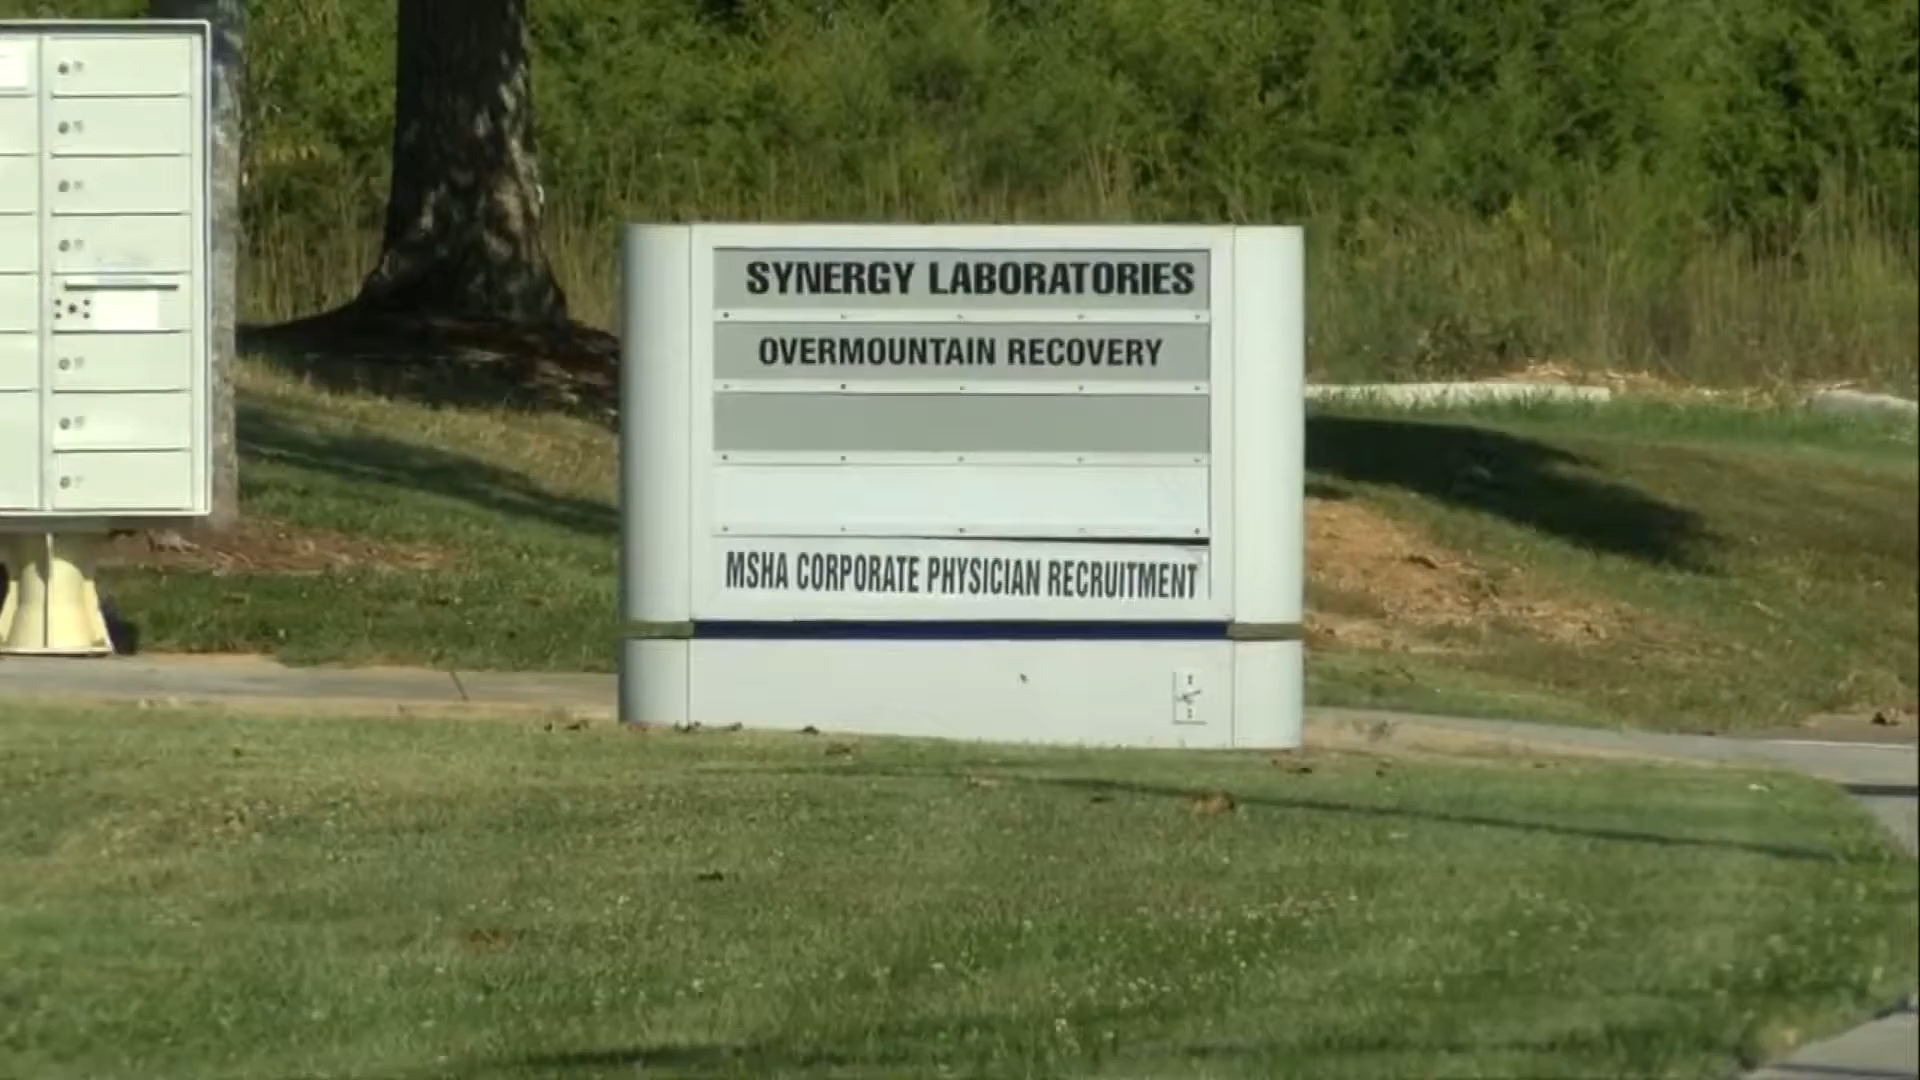 SYNERGY LABORATORIES
OVERMOUNTAIN RECOVERY
MSHA CORPORATE PHYSICIAN RECRUITMENT